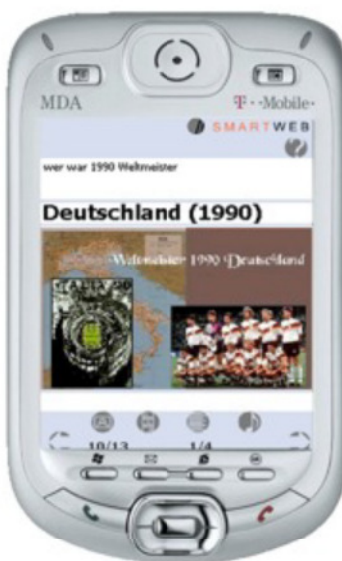 MDA
T··Mobile·
SMARTWEB
wer war 1990 Weltmeister
Deutschland (1990)
Weltmeister 1990 Deutschland
10/13 1/4